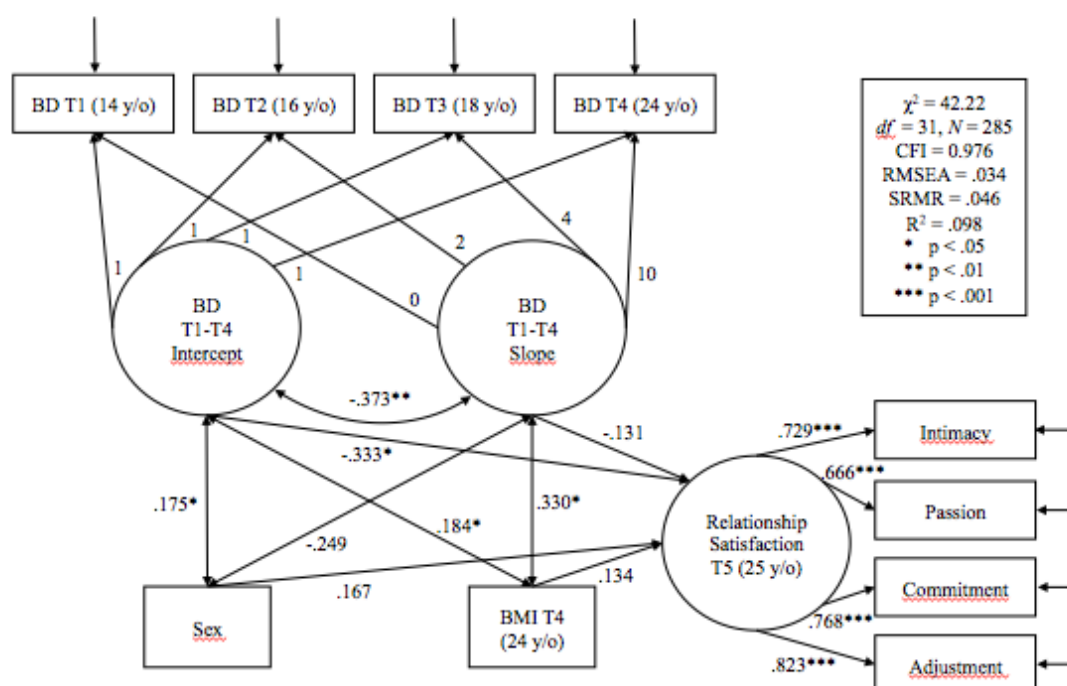 BD T1 (14 y/o)
BD T2 (16 y/o)
BD T3 (18 y/o)
BD T4 (24 y/o)
χ² = 42.22
df = 31, N = 285
CFI = 0.976
RMSEA = .034
SRMR = .046
R² = .098
* p < .05
** p < .01
*** p < .001
1
1
1
1
0
2
4
10
BD
T1-T4
Intercept
BD
T1-T4
Slope
-.373**
-.333*
-.131
.175*
.184*
.330*
-.249
.167
.134
Sex
BMI T4
(24 y/o)
Relationship
Satisfaction
T5 (25 y/o)
.729***
.666***
.768***
.823***
Intimacy
Passion
Commitment
Adjustment